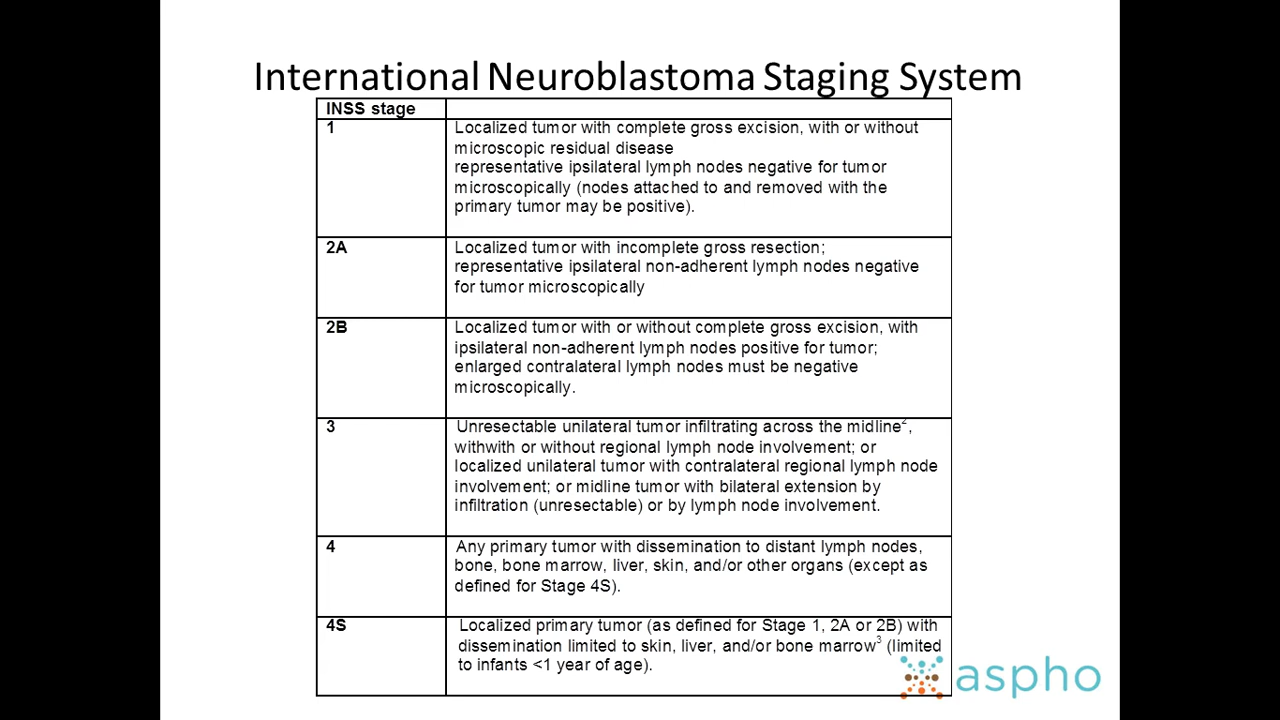 International Neuroblastoma Staging System
INSS stage
1
Localized tumor with complete gross excision, with or without
microscopic residual disease
representative ipsilateral lymph nodes negative for tumor
microscopically (nodes attached to and removed with the
primary tumor may be positive).
2A
Localized tumor with incomplete gross resection;
representative ipsilateral non-adherent lymph nodes negative
for tumor microscopically
2B
Localized tumor with or without complete gross excision, with
ipsilateral non-adherent lymph nodes positive for tumor;
enlarged contralateral lymph nodes must be negative
microscopically.
3
Unresectable unilateral tumor infiltrating across the midline²,
withwith or without regional lymph node involvement; or
localized unilateral tumor with contralateral regional lymph node
involvement; or midline tumor with bilateral extension by
infiltration (unresectable) or by lymph node involvement.
4
Any primary tumor with dissemination to distant lymph nodes,
bone, bone marrow, liver, skin, and/or other organs (except as
defined for Stage 4S).
4S
Localized primary tumor (as defined for Stage 1, 2A or 2B) with
dissemination limited to skin, liver, and/or bone marrow³ (limited
to infants <1 year of age).
aspho